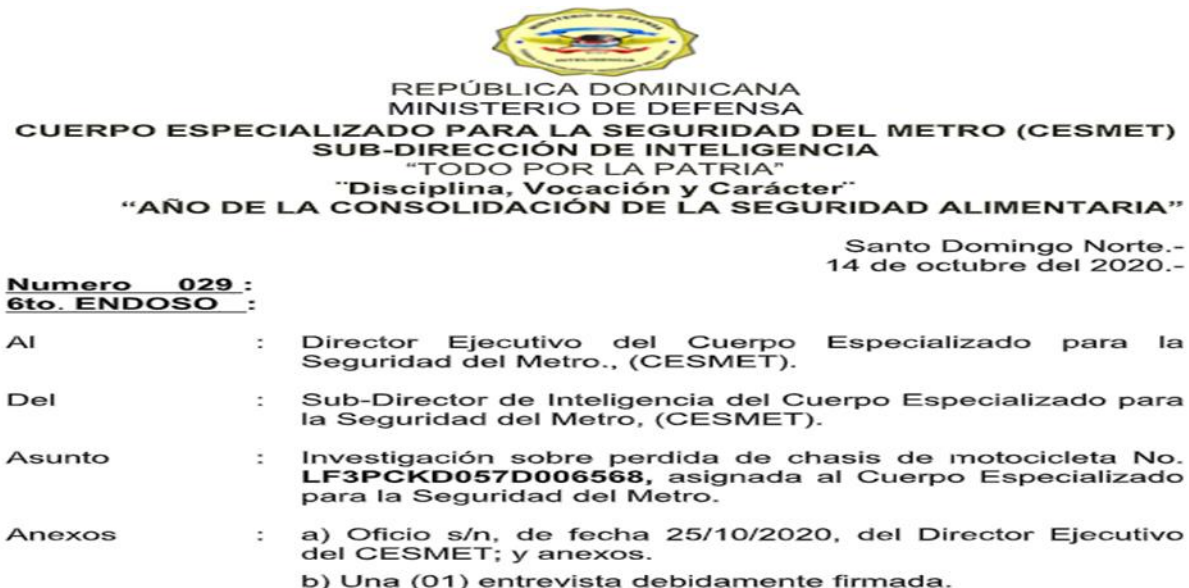 MINISTERIO DE DEFENSA
INTELIGENCIA
REPÚBLICA DOMINICANA
MINISTERIO DE DEFENSA
CUERPO ESPECIALIZADO PARA LA SEGURIDAD DEL METRO (CESMET)
SUB-DIRECCIÓN DE INTELIGENCIA
“TODO POR LA PATRIA”
¨Disciplina, Vocación y Carácter¨
“AÑO DE LA CONSOLIDACIÓN DE LA SEGURIDAD ALIMENTARIA”
Santo Domingo Norte.-
14 de octubre del 2020.-
Numero 029 :
6to. ENDOSO :
Al : Director Ejecutivo del Cuerpo Especializado para la
Seguridad del Metro., (CESMET).
Del : Sub-Director de Inteligencia del Cuerpo Especializado para
la Seguridad del Metro, (CESMET).
Asunto : Investigación sobre perdida de chasis de motocicleta No.
LF3PCKD057D006568, asignada al Cuerpo Especializado
para la Seguridad del Metro.
Anexos : a) Oficio s/n, de fecha 25/10/2020, del Director Ejecutivo
del CESMET; y anexos.
b) Una (01) entrevista debidamente firmada.